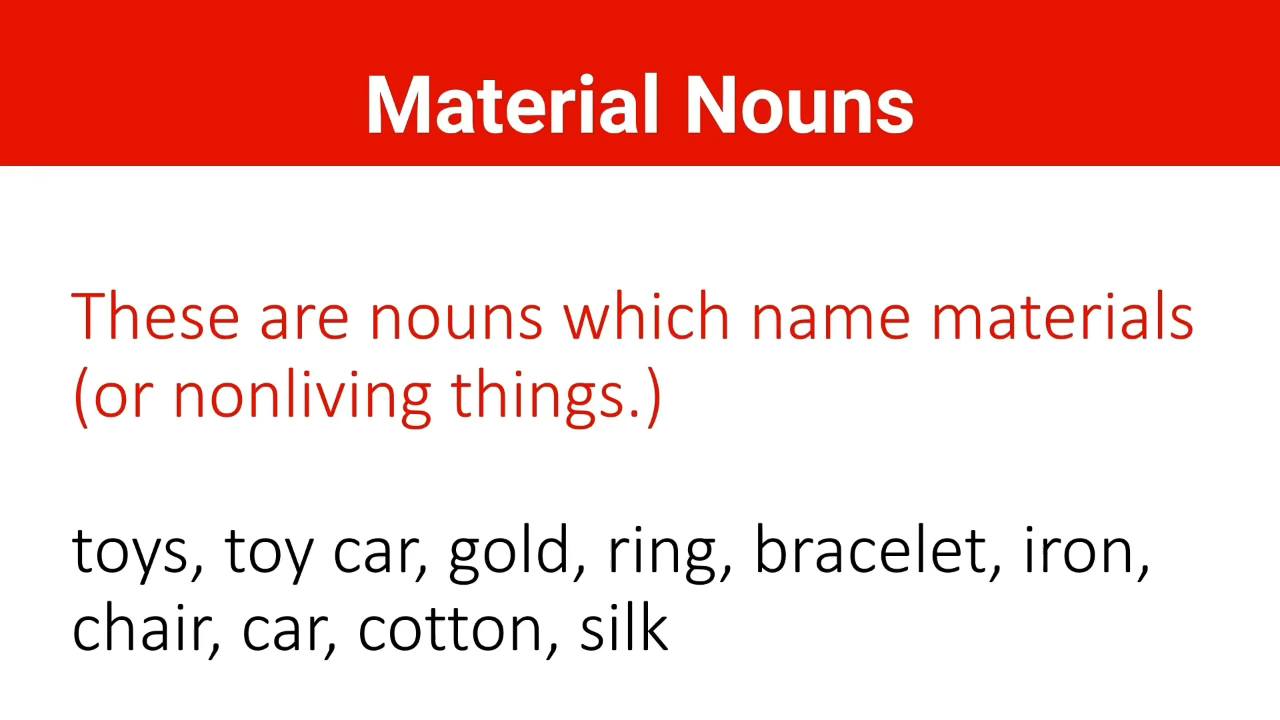 Material Nouns
These are nouns which name materials
(or nonliving things.)
toys, toy car, gold, ring, bracelet, iron,
chair, car, cotton, silk